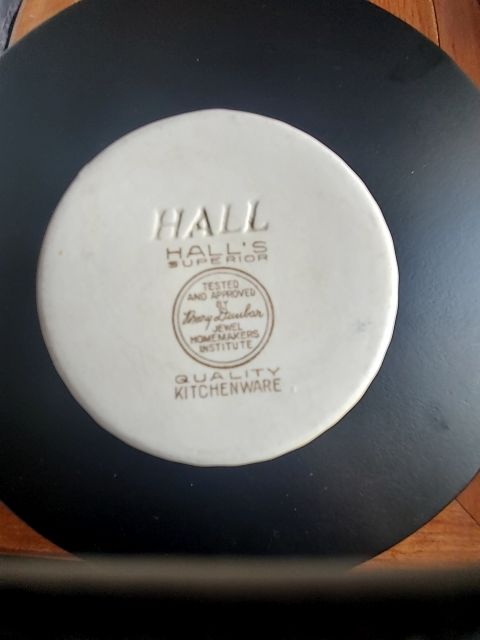 HALL
HALL'S
SUPERIOR
TESTED
AND APPROVED
BY
Mary Dunbar
JEWEL
HOMEMAKERS
INSTITUTE
QUALITY
KITCHENWARE